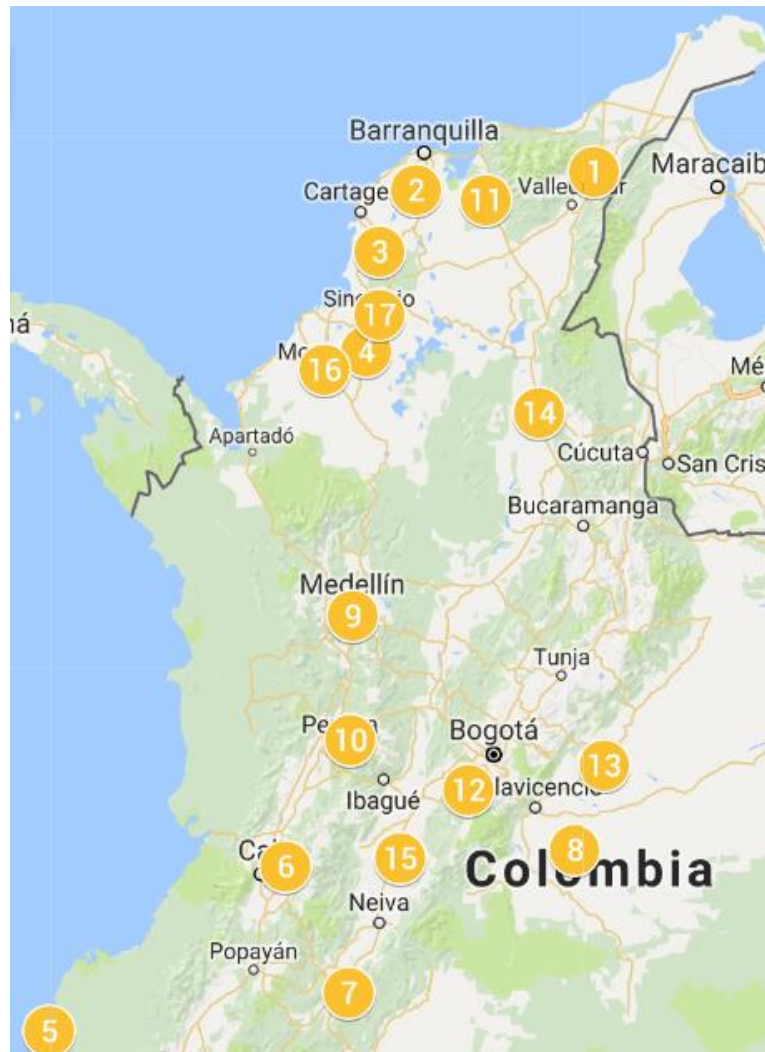 Barranquilla
1
Maracaib
Valle
ar
2
Cartage
11
3
Sin
io
17
Mo
4
16
á
Mé
14
Apartadó
Cúcuta
San Cris
Bucaramanga
Medellín
9
Tunja
Pe
a
10
Bogotá
13
Ibagué
12
lavicencio
8
Colombia
15
Ca
6
Neiva
Popayán
7
5